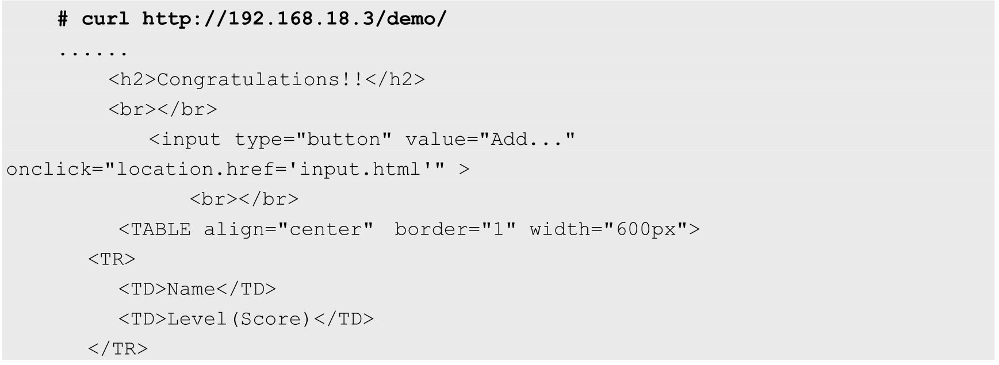 # curl http://192.168.18.3/demo/
......
<h2>Congratulations!!</h2>
<br></br>
<input type="button" value="Add..."
onclick="location.href='input.html'" >
<br></br>
<TABLE align="center" border="1" width="600px">
<TR>
<TD>Name</TD>
<TD>Level(Score)</TD>
</TR>